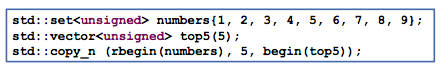 std::set<unsigned> numbers{1, 2, 3, 4, 5, 6, 7, 8, 9};
std::vector<unsigned> top5(5);
std::copy_n (rbegin(numbers), 5, begin(top5));